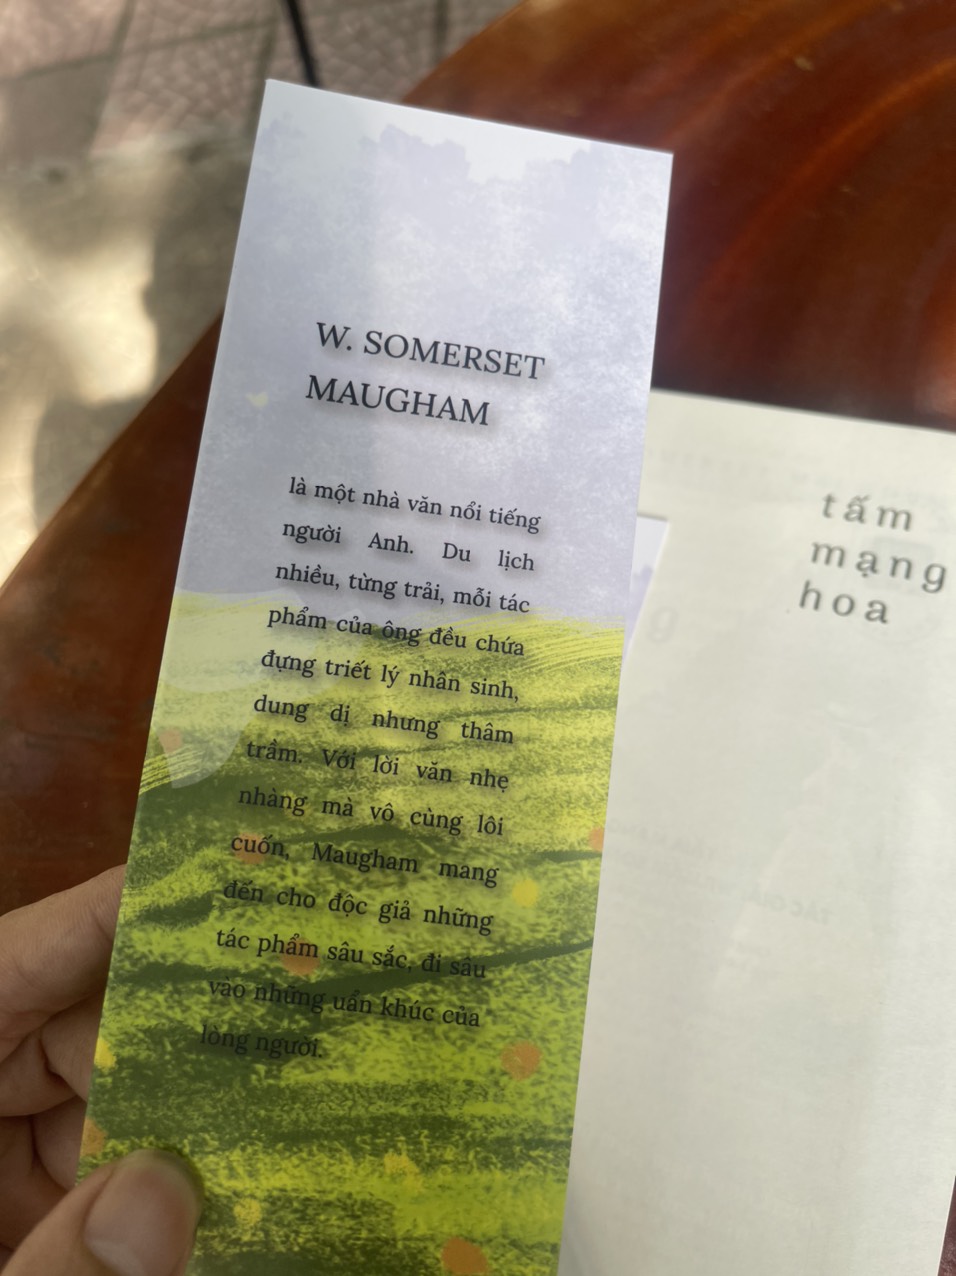 W. SOMERSET
MAUGHAM
là một nhà văn nổi tiếng
người Anh. Du lịch
nhiều, từng trải, mỗi tác
phẩm của ông đều chứa
đựng triết lý nhân sinh,
dung dị nhưng thâm
trầm. Với lời văn nhẹ
nhàng mà vô cùng lôi
cuốn, Maugham mang
đến cho độc giả những
tác phẩm sâu sắc, đi sâu
vào những uẩn khúc của
lòng người.
tấm
mạng
hoa